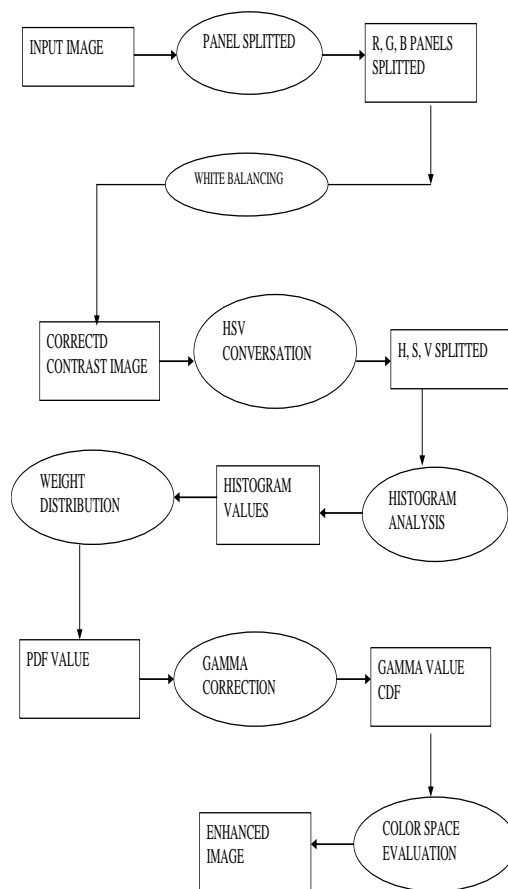 INPUT IMAGE
PANEL SPLITTED
R, G, B PANELS
SPLITTED
WHITE BALANCING
CORRECTD
CONTRAST IMAGE
HSV
CONVERSATION
H, S, V SPLITTED
HISTOGRAM
ANALYSIS
HISTOGRAM
VALUES
WEIGHT
DISTRIBUTION
PDF VALUE
GAMMA
CORRECTION
GAMMA VALUE
CDF
COLOR SPACE
EVALUATION
ENHANCED
IMAGE